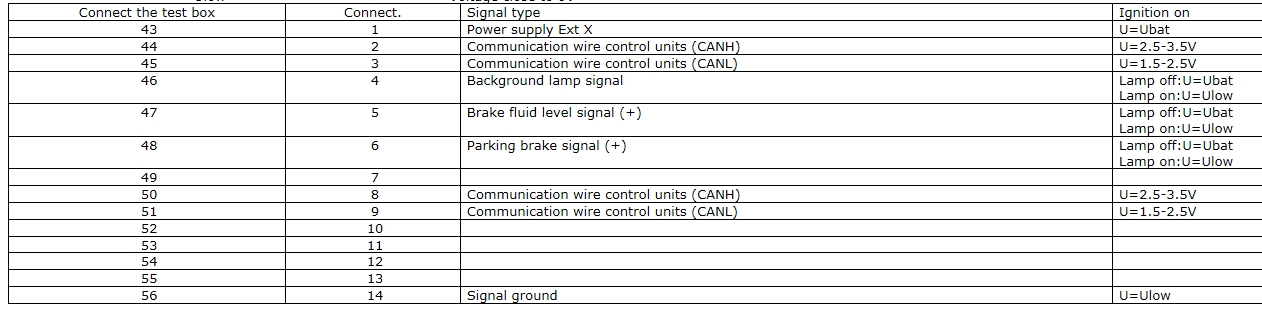 Connect the test box Connect. Signal type Ignition on
43 1 Power supply Ext X U=Ubat
44 2 Communication wire control units (CANH) U=2.5-3.5V
45 3 Communication wire control units (CANL) U=1.5-2.5V
46 4 Background lamp signal Lamp off:U=Ubat
Lamp on:U=Ulow
47 5 Brake fluid level signal (+) Lamp off:U=Ubat
Lamp on:U=Ulow
48 6 Parking brake signal (+) Lamp off:U=Ubat
Lamp on:U=Ulow
49 7
50 8 Communication wire control units (CANH) U=2.5-3.5V
51 9 Communication wire control units (CANL) U=1.5-2.5V
52 10
53 11
54 12
55 13
56 14 Signal ground U=Ulow